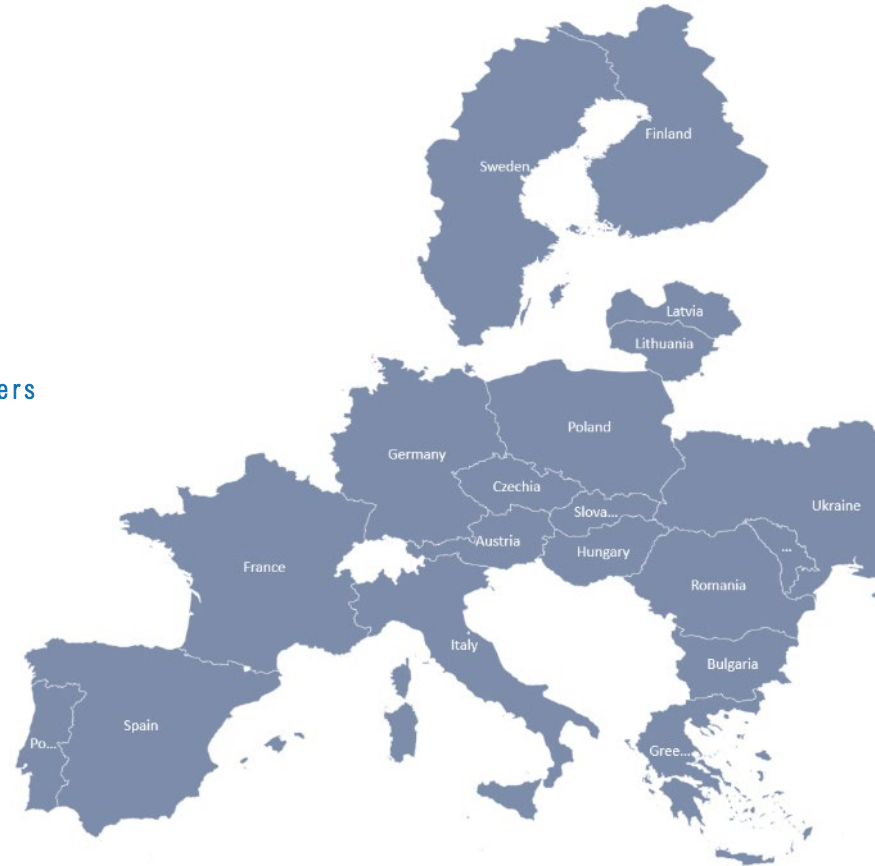 Finland
Sweden
Latvia
Lithuania
ers
Poland
Germany
Czechia
Ukraine
Slova...
Austria
Hungary
...
France
Romania
Italy
Bulgaria
Spain
Po...
Gree...